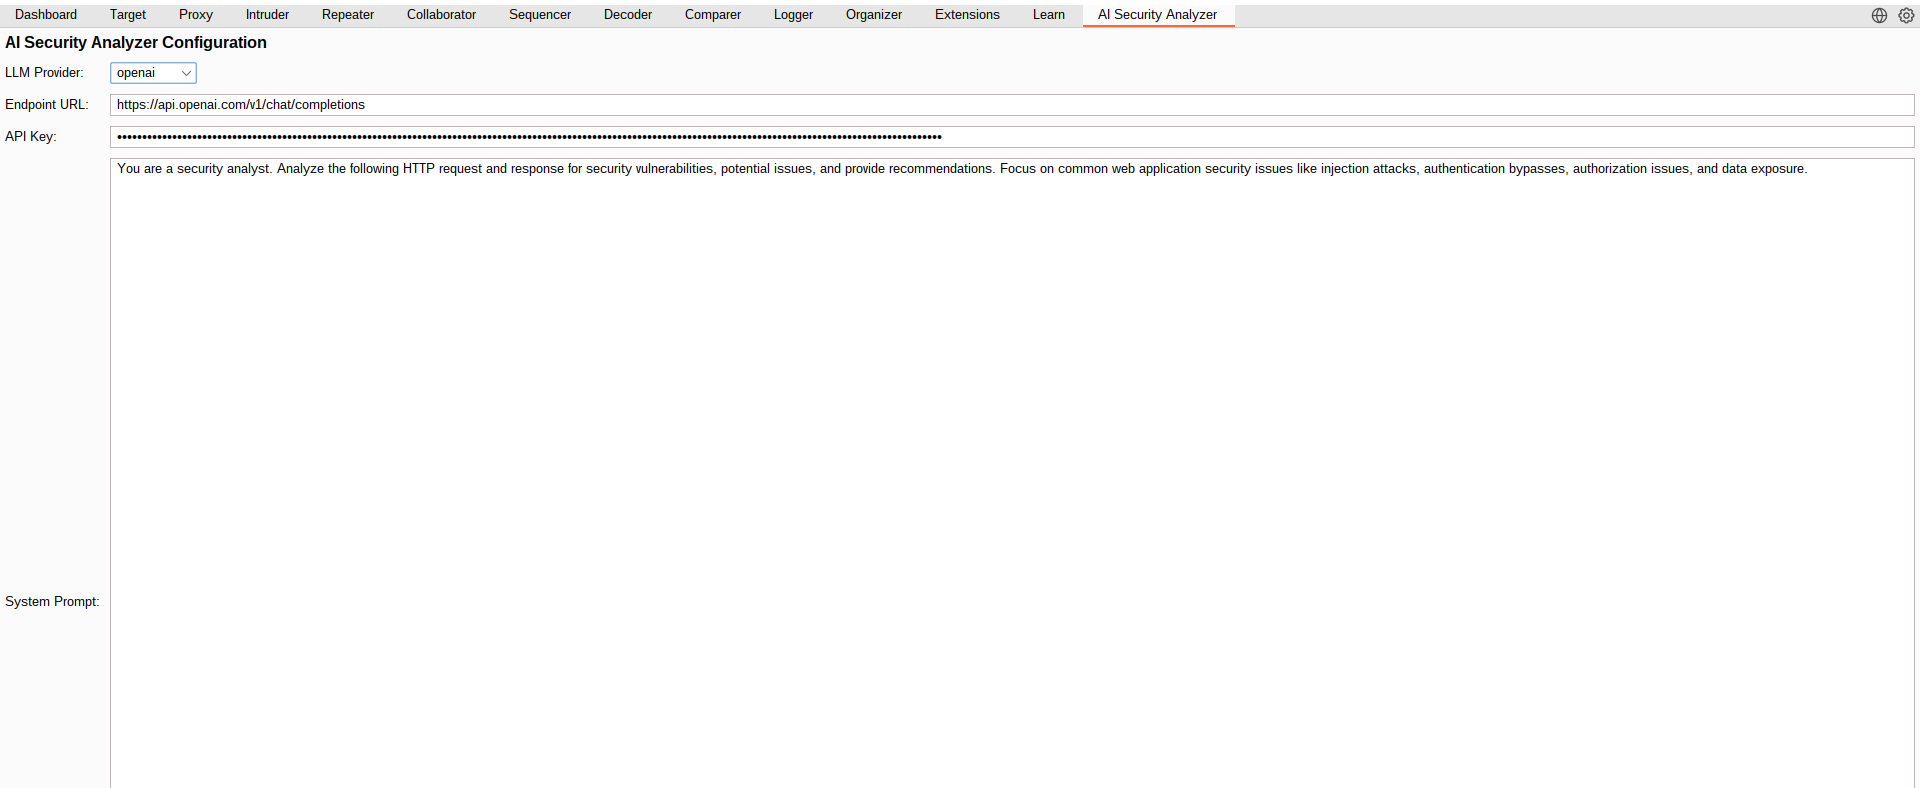 Dashboard Target Proxy Intruder Repeater Collaborator Sequencer Decoder Comparer Logger Organizer Extensions Learn AI Security Analyzer
AI Security Analyzer Configuration
LLM Provider: openai
Endpoint URL: https://api.openai.com/v1/chat/completions
API Key:
You are a security analyst. Analyze the following HTTP request and response for security vulnerabilities, potential issues, and provide recommendations. Focus on common web application security issues like injection attacks, authentication bypasses, authorization issues, and data exposure.
System Prompt: